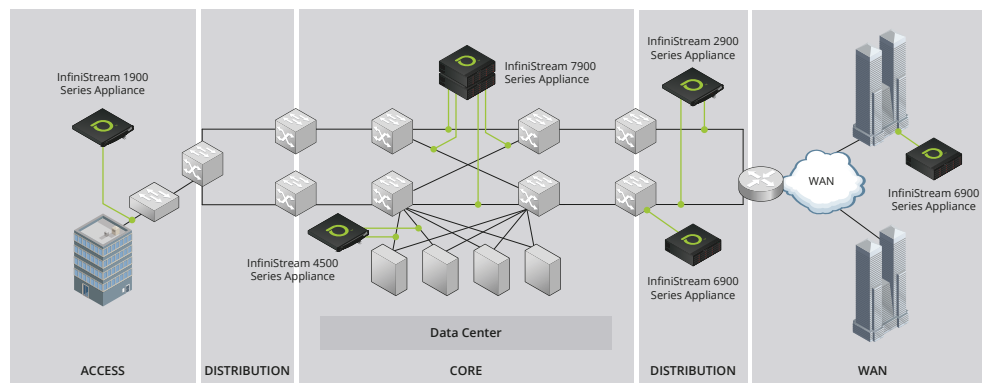 InfiniStream 1900
Series Appliance
InfiniStream 7900
Series Appliance
InfiniStream 2900
Series Appliance
InfiniStream 4500
Series Appliance
InfiniStream 6900
Series Appliance
WAN
InfiniStream 6900
Series Appliance
Data Center
ACCESS
DISTRIBUTION
CORE
DISTRIBUTION
WAN